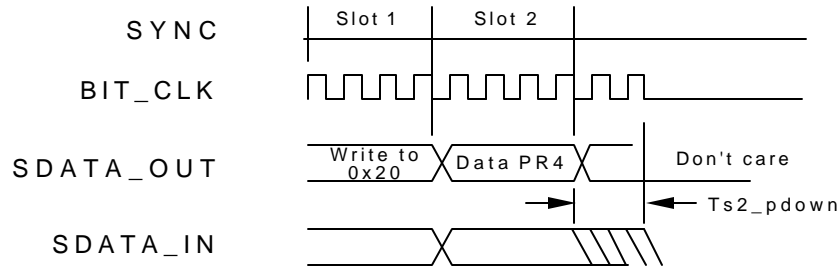 Slot 1 Slot 2
SYNC
BIT_CLK
SDATA_OUT Write to 0x20 Data PR4 Don't care
Ts2_pdown
SDATA_IN